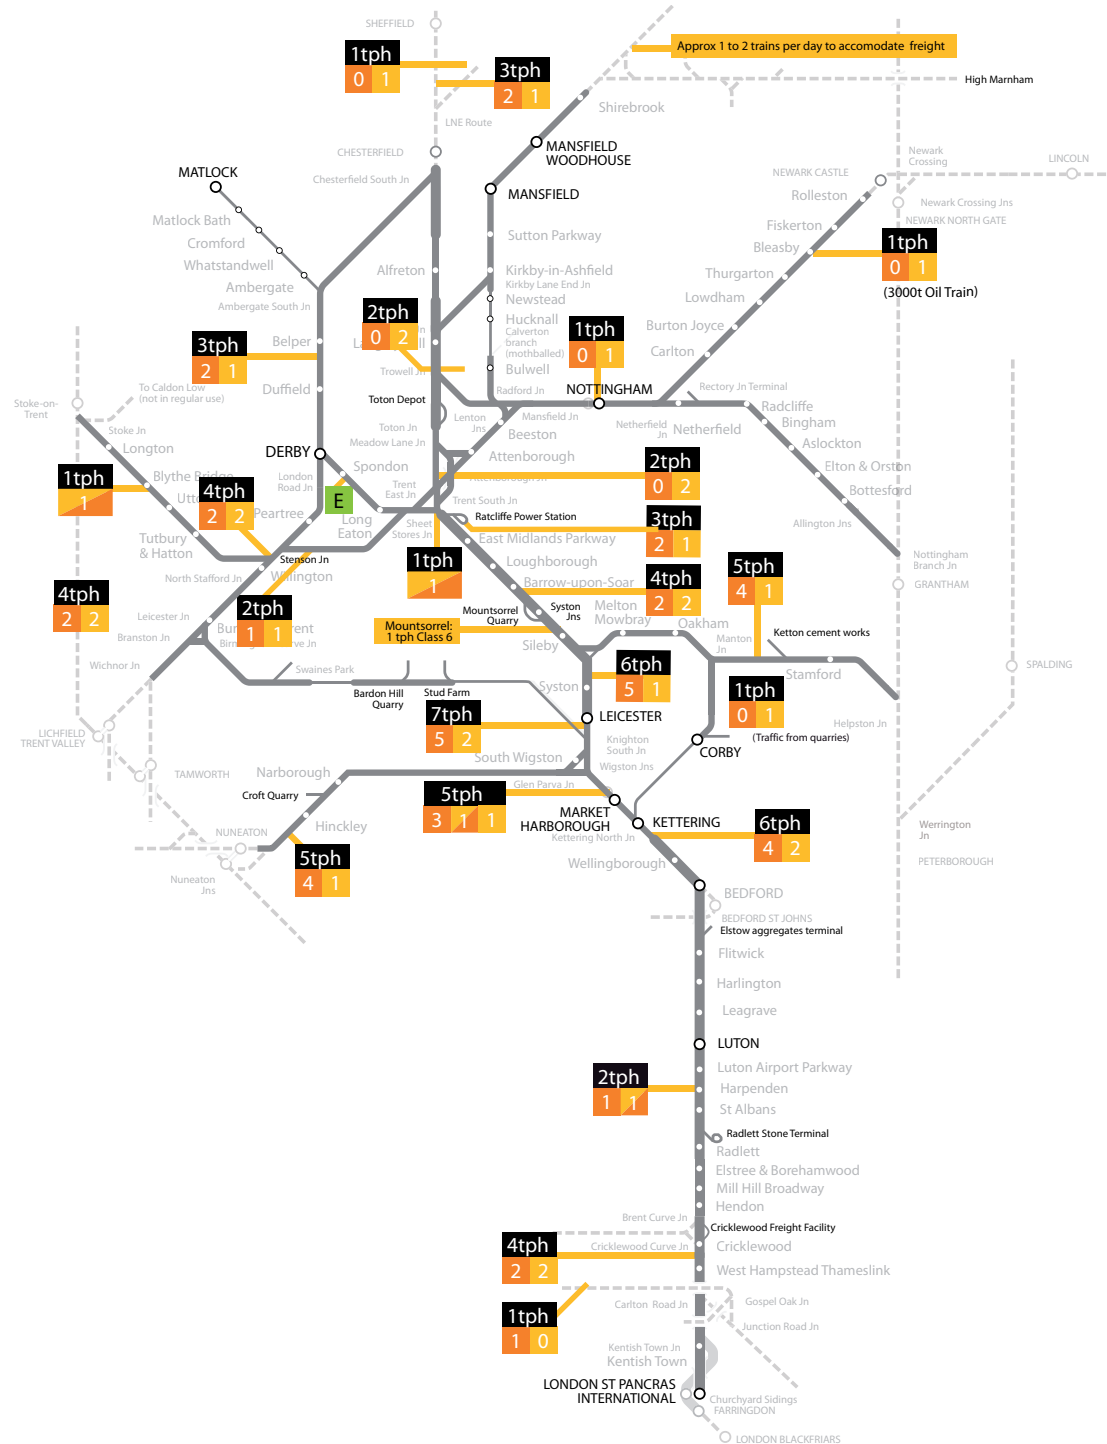 SHEFFIELD
1tph
0 1
Approx 1 to 2 trains per day to accomodate freight
3tph
2 1
High Marnham
Shirebrook
LNE Route
MANSFIELD
WOODHOUSE
CHESTERFIELD
Newark
Crossing
LINCOLN
MATLOCK
Chesterfield South Jn
NEWARK CASTLE
MANSFIELD
Rolleston
Newark Crossing Jns
Matlock Bath
NEWARK NORTH GATE
Fiskerton
Cromford
Sutton Parkway
1tph
0 1
(3000t Oil Train)
Bleasby
Whatstandwell
Alfreton
Kirkby-in-Ashfield
Kirkby Lane End Jn
Thurgarton
Ambergate
Newstead
Lowdham
Ambergate South Jn
2tph
0 2
Hucknall
Calverton
branch
(mothballed)
1tph
0 1
Burton Joyce
3tph
2 1
Belper
Carlton
Trowell Jn
Bulwell
Duffield
To Caldon Low
(not in regular use)
Radford Jn
NOTTINGHAM
Rectory Jn Terminal
Stoke-on-
Trent
Toton Depot
Lenton
Jns
Mansfield Jn
Radcliffe
Stoke Jn
Toton Jn
Netherfield
Jn
Netherfield
Bingham
Longton
Meadow Lane Jn
Beeston
Aslockton
DERBY
Attenborough
Spondon
Elton & Orston
1tph
1
Blythe Bridge
London
Road Jn
Trent
East Jn
2tph
0 2
4tph
2 2
E
Bottesford
Peartree
Long
Eaton
Trent South Jn
Ratcliffe Power Station
3tph
2 1
Allington Jns
Tutbury
& Hatton
Sheet
Stores Jn
East Midlands Parkway
Stenson Jn
1tph
1
Loughborough
Nottingham
Branch Jn
North Stafford Jn
Willington
Barrow-upon-Soar
4tph
2 2
5tph
4 1
GRANTHAM
4tph
2 2
2tph
1 1
Mountsorrel
Quarry
Syston
Jns
Melton
Mowbray
Oakham
Leicester Jn
Mountsorrel:
1 tph Class 6
Ketton cement works
Branston Jn
Sileby
Manton
Jn
Wichnor Jn
Swaines Park
6tph
5 1
SPALDING
Stamford
Bardon Hill
Quarry
Stud Farm
Syston
1tph
0 1
(Traffic from quarries)
7tph
5 2
LEICESTER
Helpston Jn
LICHFIELD
TRENT VALLEY
Knighton
South Jn
CORBY
South Wigston
Wigston Jns
TAMWORTH
Narborough
Glen Parva Jn
Croft Quarry
5tph
3 1 1
MARKET
HARBOROUGH
KETTERING
6tph
4 2
Hinckley
Kettering North Jn
Werrington
Jn
NUNEATON
5tph
4 1
Wellingborough
PETERBOROUGH
Nuneaton
Jns
BEDFORD
BEDFORD ST JOHNS
Elstow aggregates terminal
Flitwick
Harlington
Leagrave
LUTON
Luton Airport Parkway
2tph
1 1
Harpenden
St Albans
Radlett Stone Terminal
Radlett
Elstree & Borehamwood
Mill Hill Broadway
Hendon
Brent Curve Jn
Cricklewood Freight Facility
4tph
2 2
Cricklewood Curve Jn
Cricklewood
West Hampstead Thameslink
1tph
1 0
Carlton Road Jn
Gospel Oak Jn
Junction Road Jn
Kentish Town Jn
Kentish Town
LONDON ST PANCRAS
INTERNATIONAL
Churchyard Sidings
FARRINGDON
LONDON BLACKFRIARS